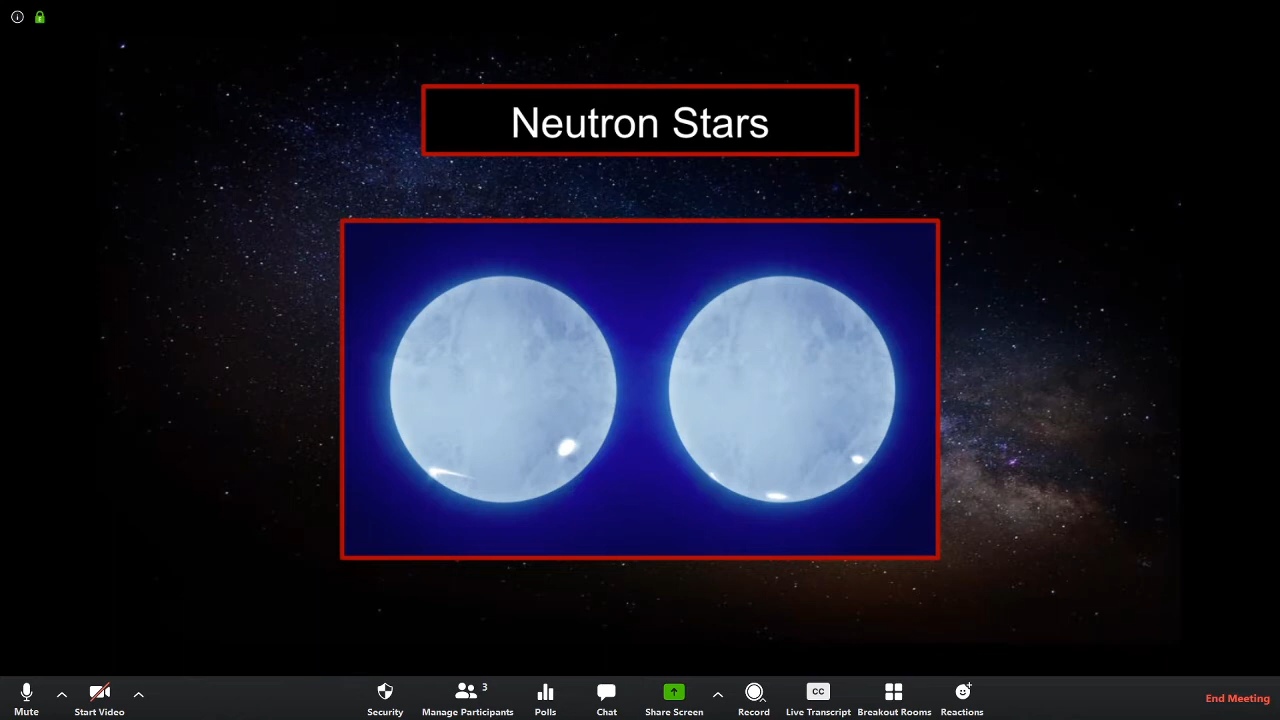 Neutron Stars
Mute
Start Video
Security
Manage Participants
3
Polls
Chat
Share Screen
Record
CC
Live Transcript
Breakout Rooms
Reactions
End Meeting